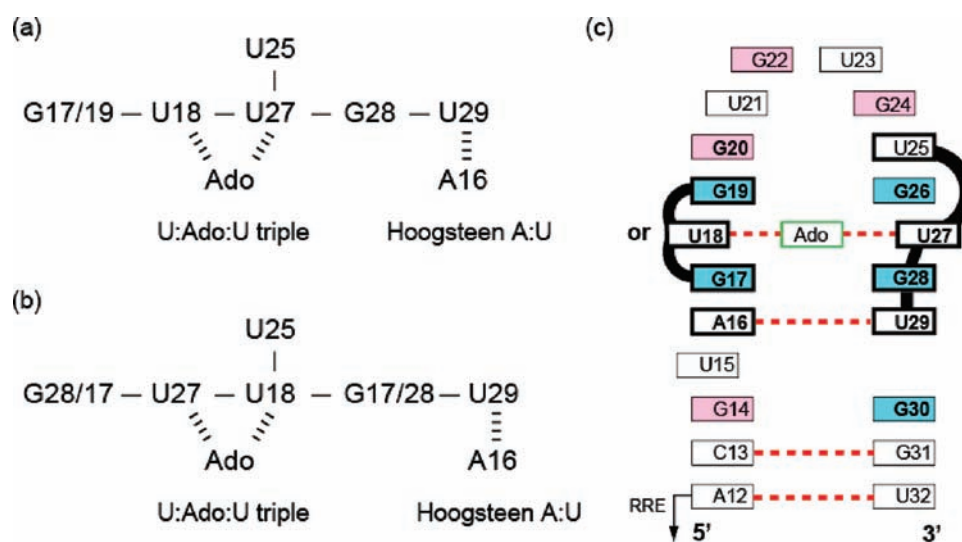 (a)
U25
G17/19 — U18 — U27 — G28 — U29
Ado
A16
U:Ado:U triple
Hoogsteen A:U
(b)
U25
G28/17 — U27 — U18 — G17/28 — U29
Ado
A16
U:Ado:U triple
Hoogsteen A:U
(c)
G22
U23
U21
G24
G20
U25
G19
G26
or
U18
Ado
U27
G17
G28
A16
U29
U15
G14
G30
C13
G31
RRE
A12
U32
5'
3'